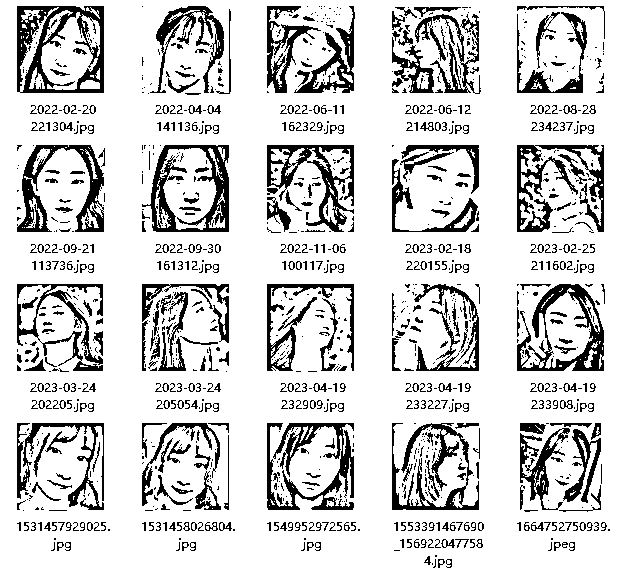 2022-02-20
221304.jpg
2022-04-04
141136.jpg
2022-06-11
162329.jpg
2022-06-12
214803.jpg
2022-08-28
234237.jpg
2022-09-21
113736.jpg
2022-09-30
161312.jpg
2022-11-06
100117.jpg
2023-02-18
220155.jpg
2023-02-25
211602.jpg
2023-03-24
202205.jpg
2023-03-24
205054.jpg
2023-04-19
232909.jpg
2023-04-19
233227.jpg
2023-04-19
233908.jpg
1531457929025.
jpg
1531458026804.
jpg
1549952972565.
jpg
1553391467690
_156922047758
4.jpg
1664752750939.
jpeg